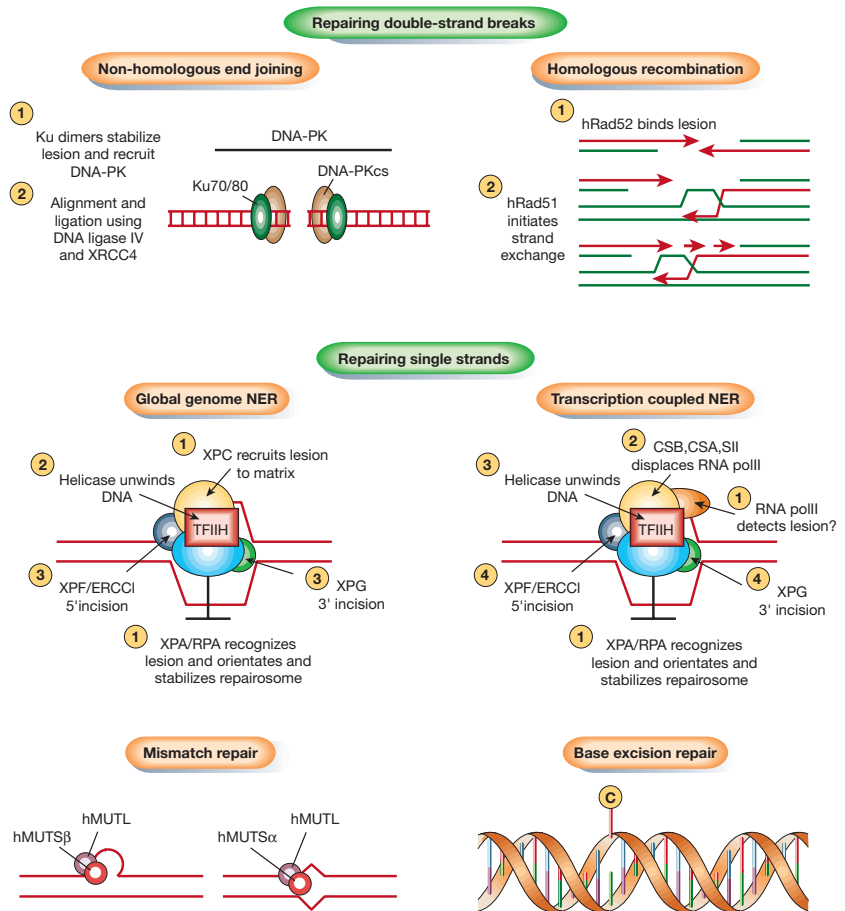 Repairing double-strand breaks
Non-homologous end joining
1
Ku dimers stabilize
lesion and recruit
DNA-PK
2
Alignment and
ligation using
DNA ligase IV
and XRCC4
DNA-PK
Ku70/80
DNA-PKcs
Homologous recombination
1
hRad52 binds lesion
2
hRad51
initiates
strand
exchange
Repairing single strands
Global genome NER
1
XPC recruits lesion
to matrix
2
Helicase unwinds
DNA
TFIIH
3
XPF/ERCCI
5'incision
3
XPG
3' incision
1
XPA/RPA recognizes
lesion and orientates and
stabilizes repairosome
Transcription coupled NER
2
CSB,CSA,SII
displaces RNA polII
3
Helicase unwinds
DNA
1
RNA polII
detects lesion?
TFIIH
4
XPF/ERCCI
5'incision
4
XPG
3' incision
1
XPA/RPA recognizes
lesion and orientates and
stabilizes repairosome
Mismatch repair
hMUTL
hMUTSβ
hMUTL
hMUTSα
Base excision repair
C